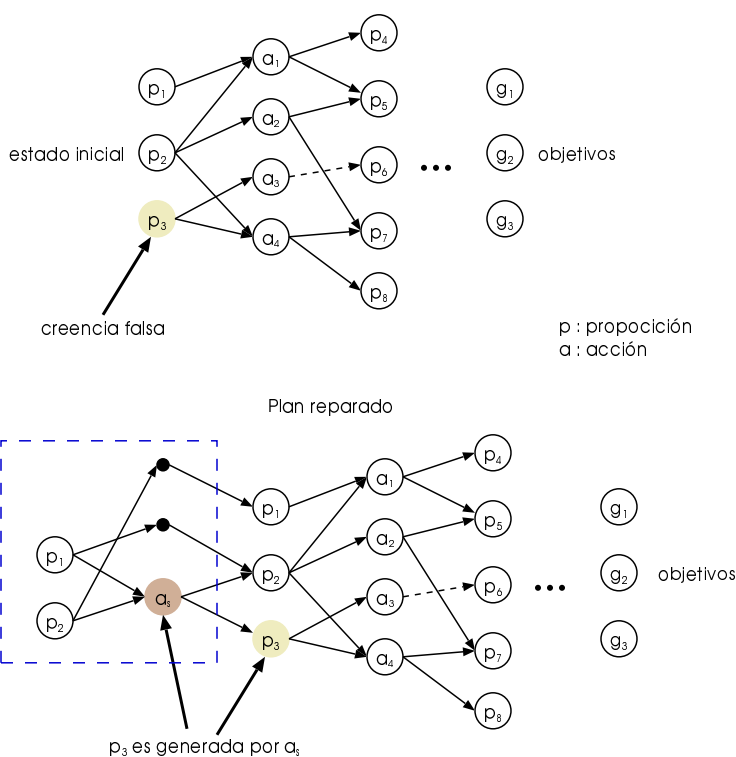 p4
p1 a1 g1
p5
a2
estado inicial p2 p6 ... g2 objetivos
a3
p3 p7 g3
a4
p8
creencia falsa
p : propocición
a : acción
Plan reparado
p4
a1
p1 p5 g1
a2
p1 p2 p6 ... g2 objetivos
as a3
p2 p3 p7 g3
a4
p8
p3 es generada por as